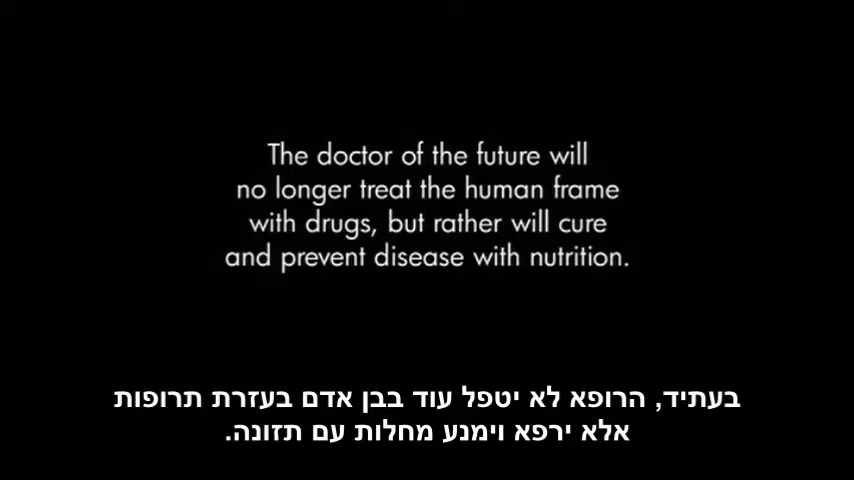 The doctor of the future will
no longer treat the human frame
with drugs, but rather will cure
and prevent disease with nutrition.
בעתיד, הרופא לא יטפל עוד בבן אדם בעזרת תרופות
אלא ירפא וימנע מחלות עם תזונה.